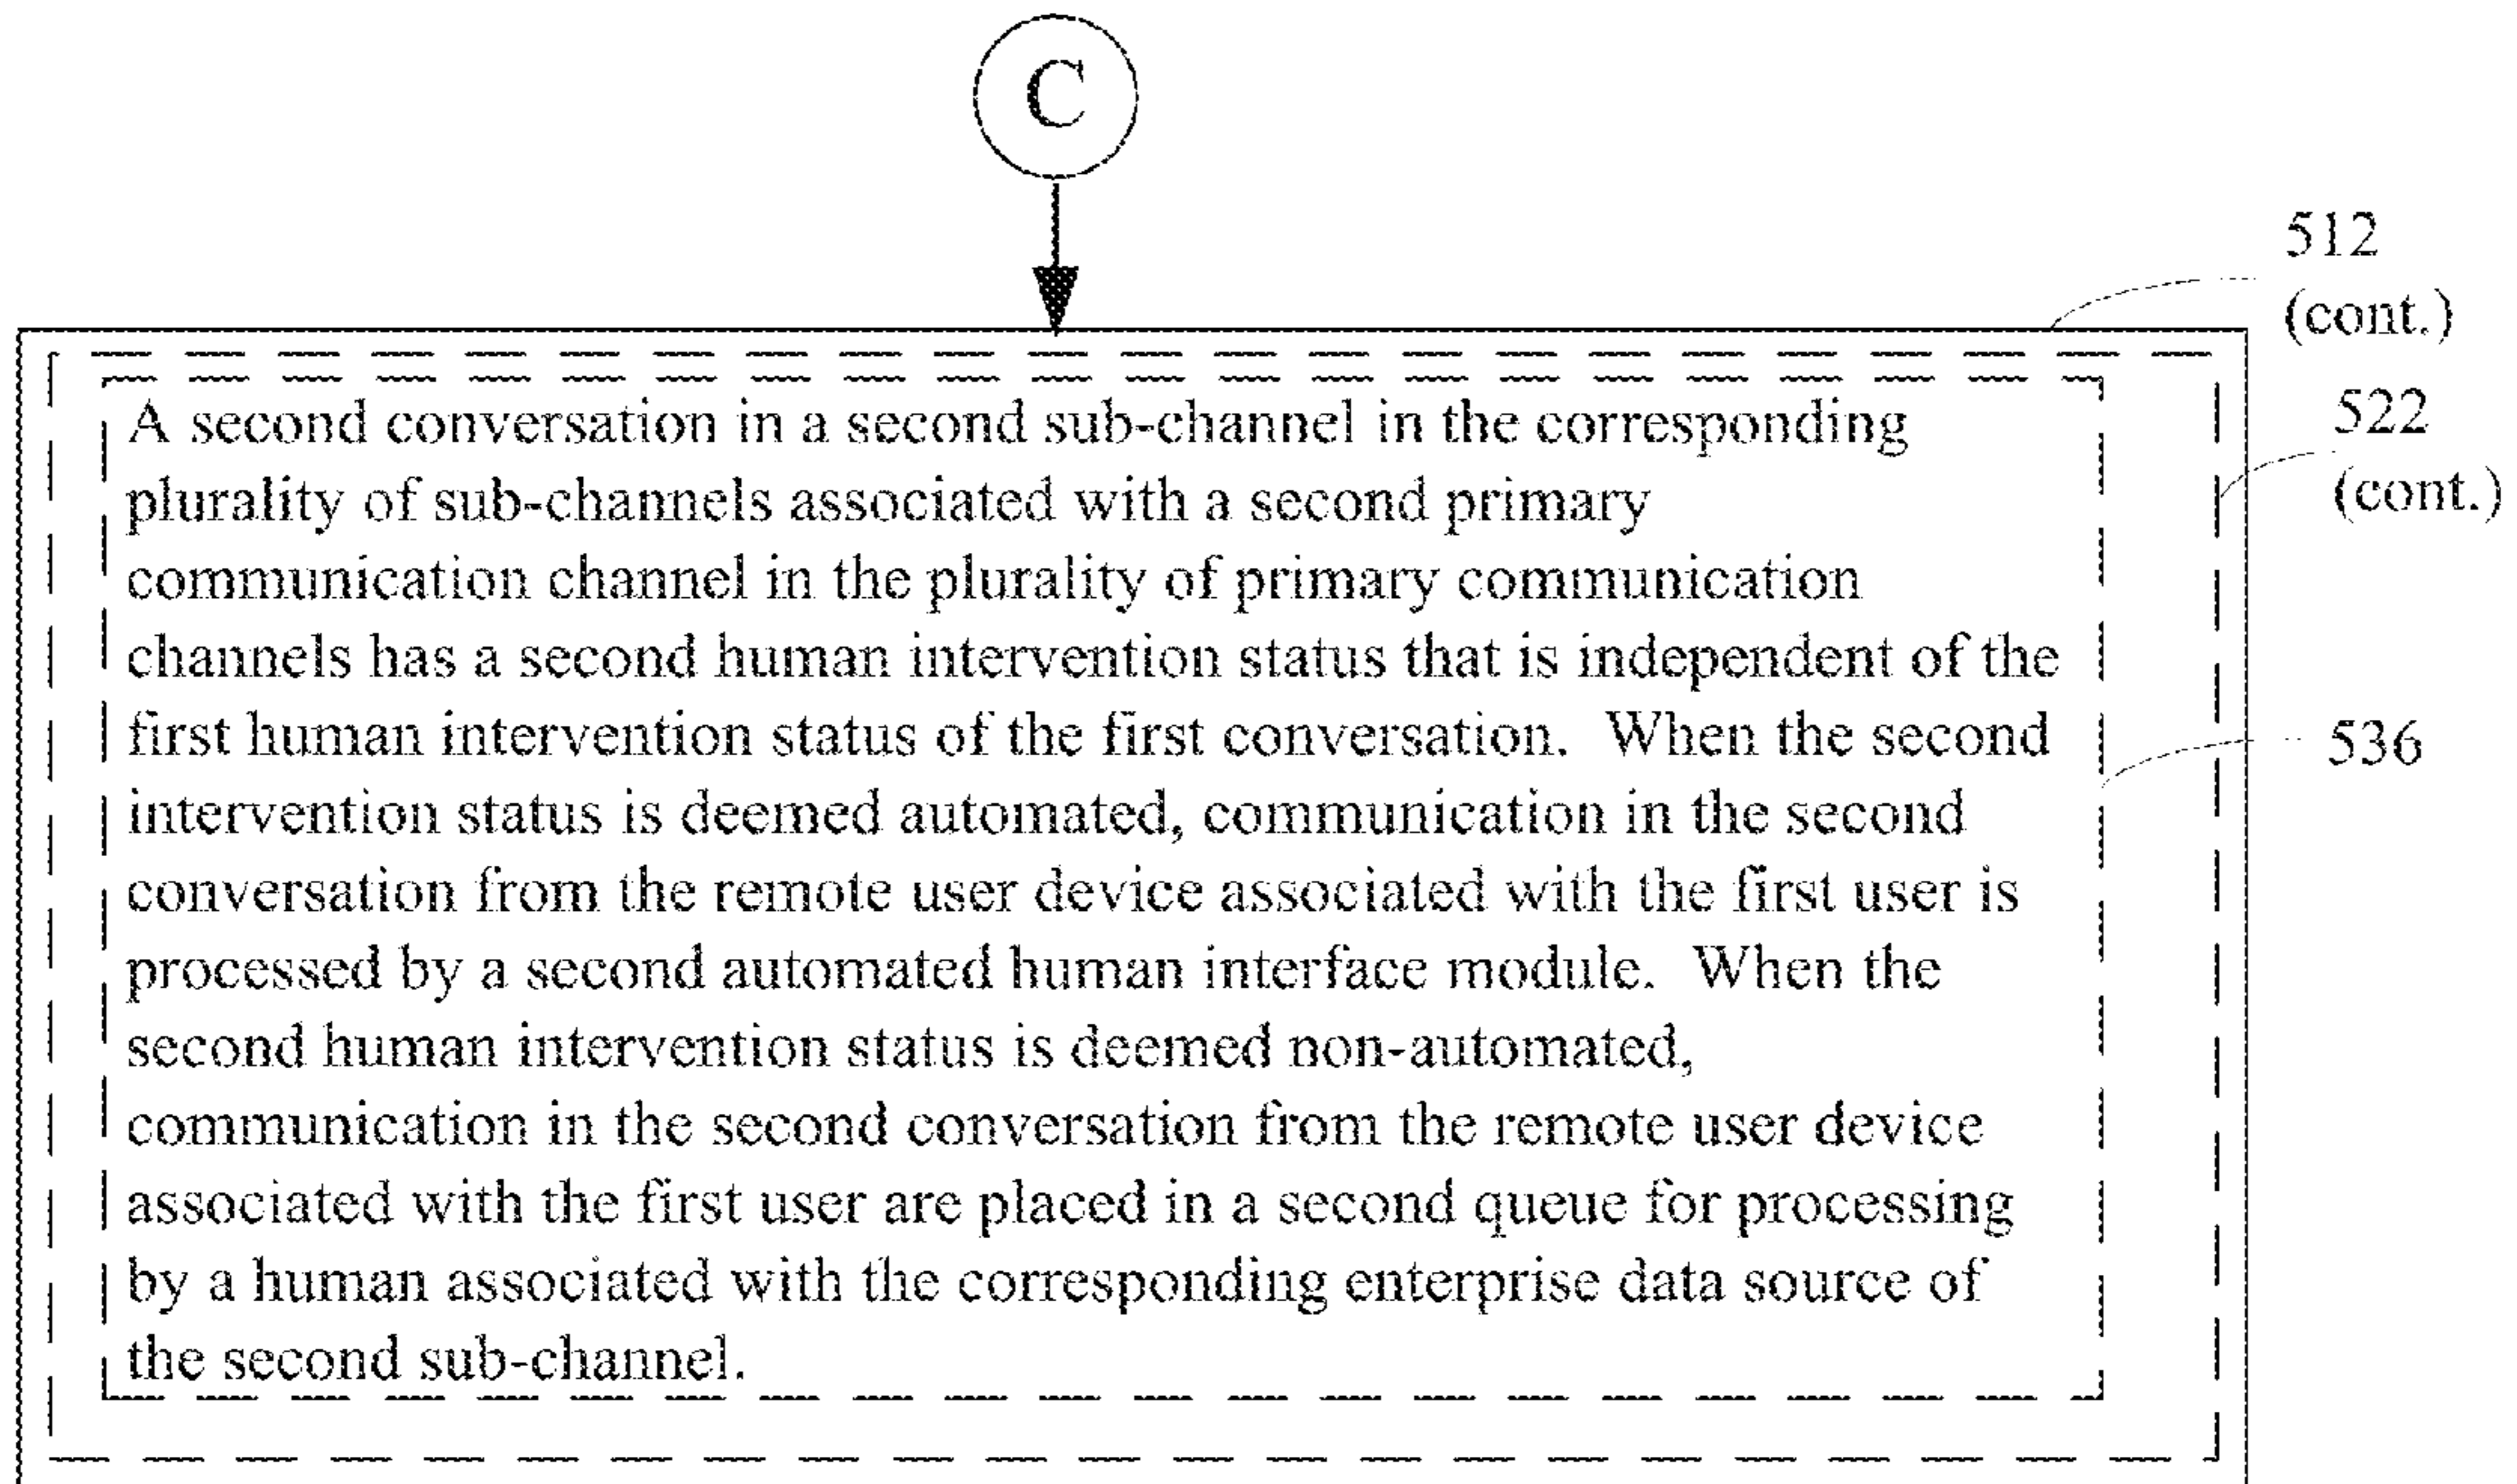 C
512
(cont.)
522
(cont.)
A second conversation in a second sub-channel in the corresponding
plurality of sub-channels associated with a second primary
communication channel in the plurality of primary communication
channels has a second human intervention status that is independent of the
first human intervention status of the first conversation.  When the second
intervention status is deemed automated, communication in the second
conversation from the remote user device associated with the first user is
processed by a second automated human interface module.  When the
second human intervention status is deemed non-automated,
communication in the second conversation from the remote user device
associated with the first user are placed in a second queue for processing
by a human associated with the corresponding enterprise data source of
the second sub-channel.
536